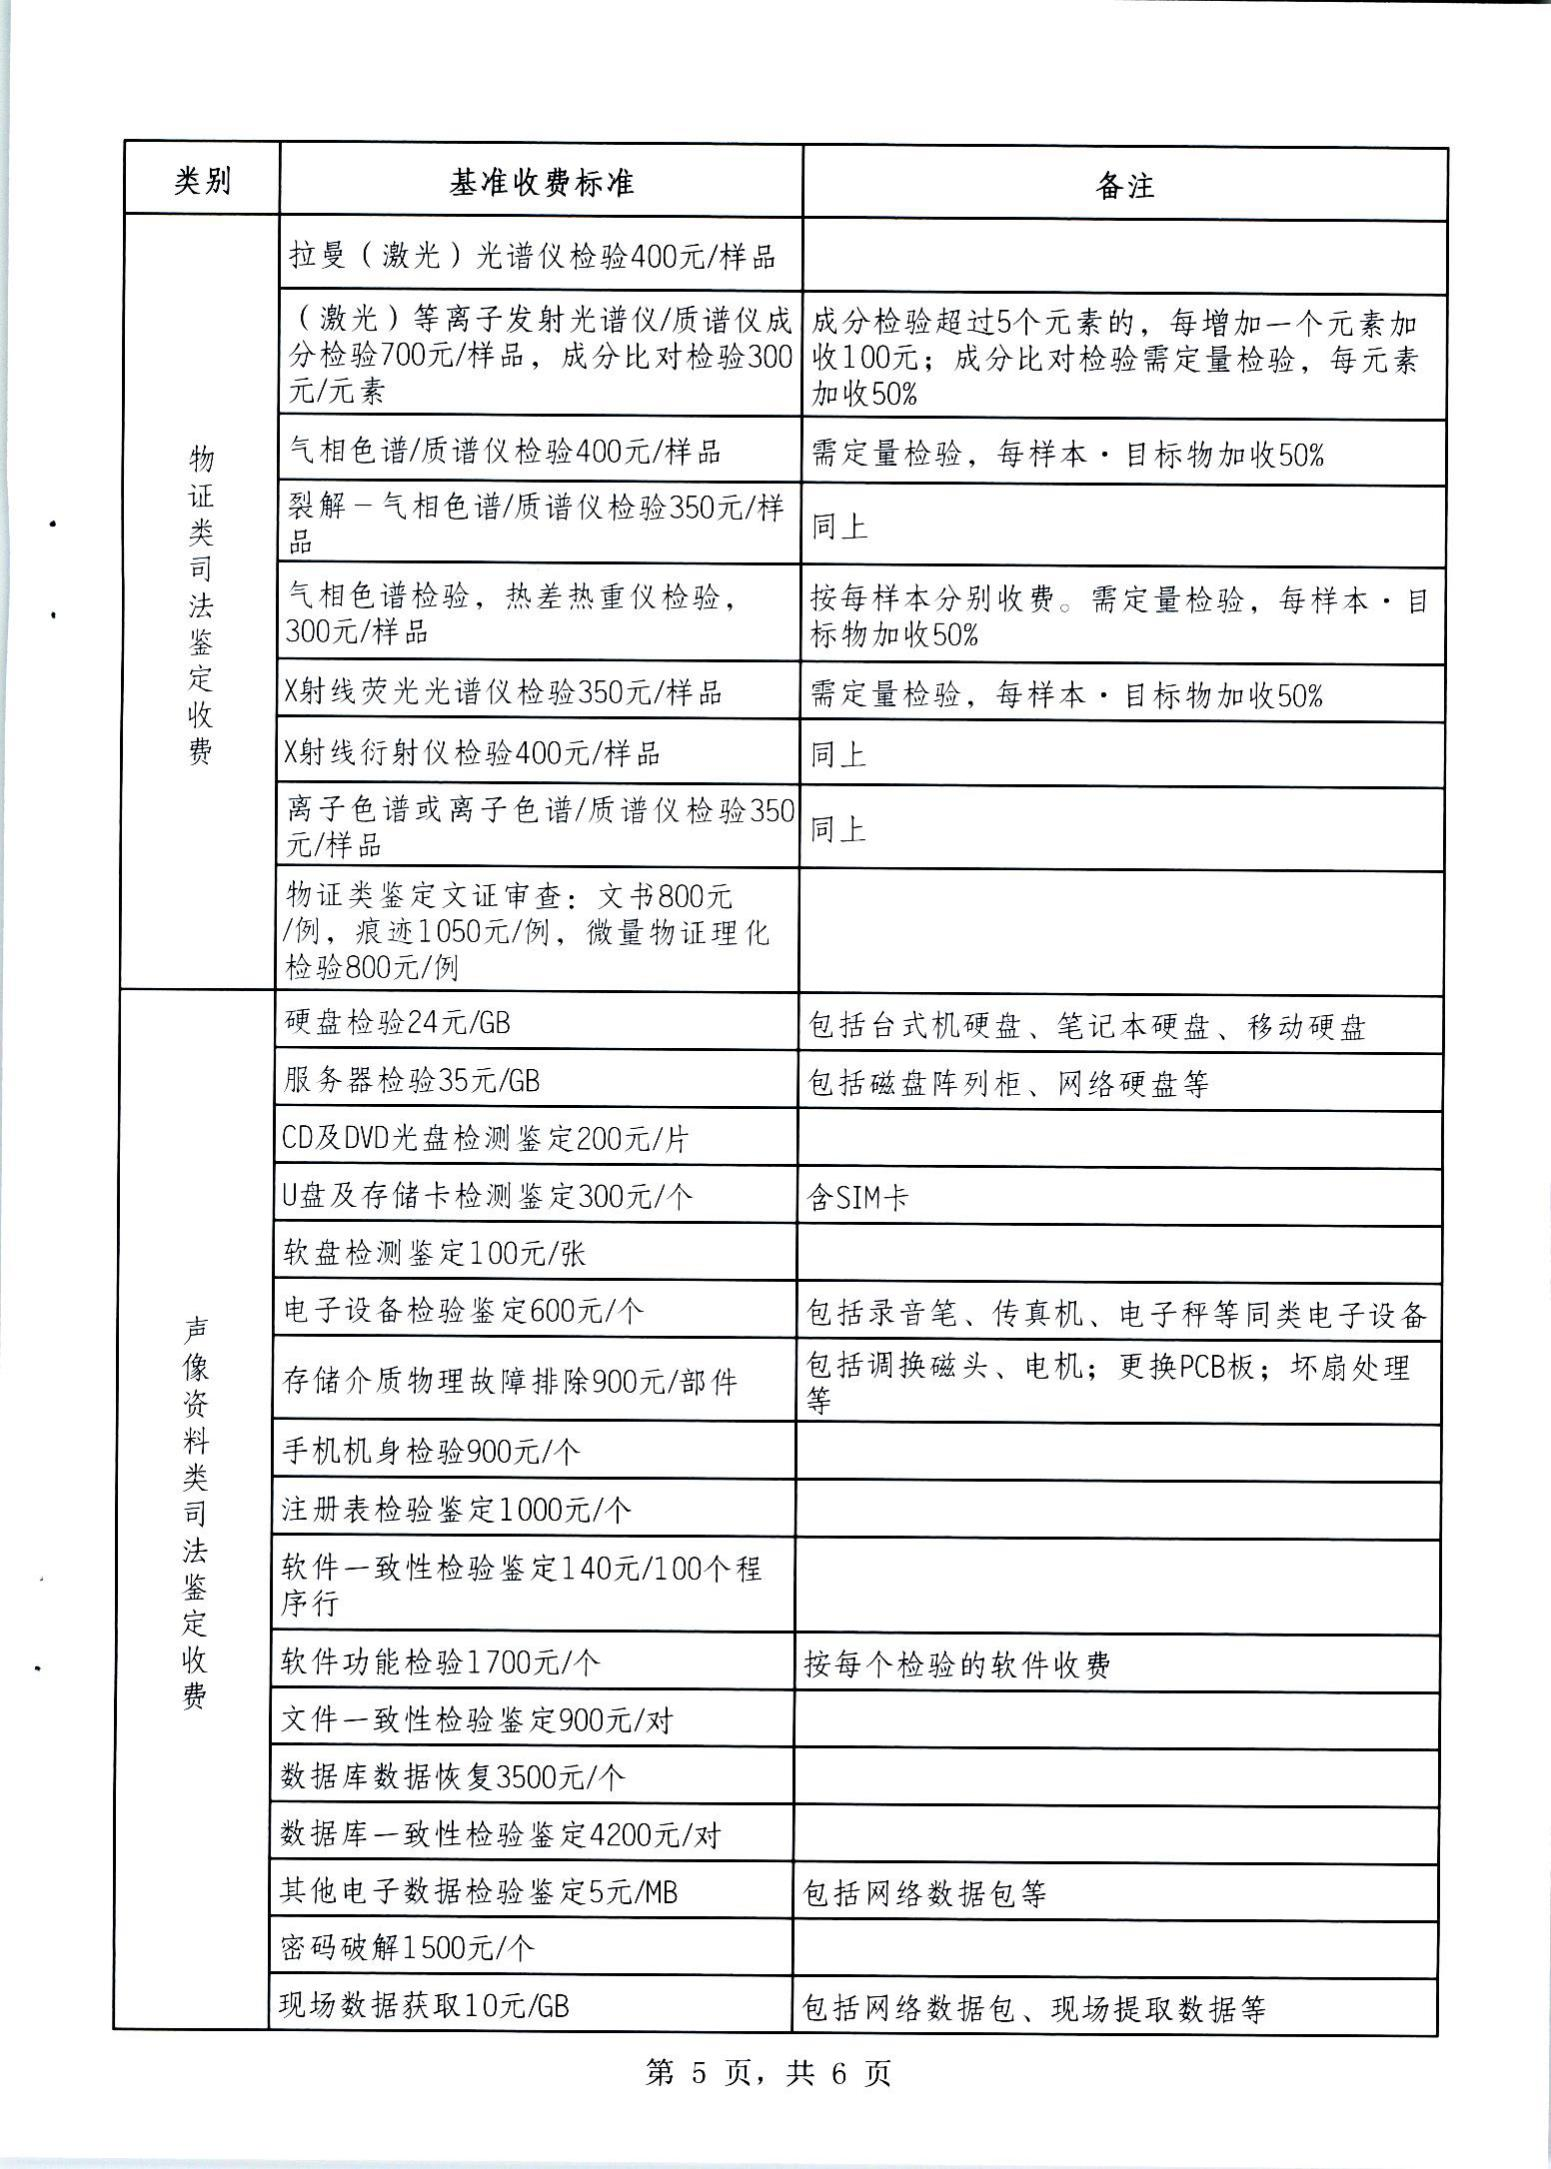 类别 基准收费标准 备注
物证类司法鉴定收费
拉曼（激光）光谱仪检验400元/样品
（激光）等离子发射光谱仪/质谱仪成
分检验700元/样品，成分比对检验300
元/元素
成分检验超过5个元素的，每增加一个元素加
收100元；成分比对检验需定量检验，每元素
加收50%
气相色谱/质谱仪检验400元/样品
需定量检验，每样本·目标物加收50%
裂解－气相色谱/质谱仪检验350元/样
品
同上
气相色谱检验，热差热重仪检验，
300元/样品
按每样本分别收费。需定量检验，每样本·目
标物加收50%
X射线荧光光谱仪检验350元/样品
需定量检验，每样本·目标物加收50%
X射线衍射仪检验400元/样品
同上
离子色谱或离子色谱/质谱仪检验350
元/样品
同上
物证类鉴定文证审查：文书800元
/例，痕迹1050元/例，微量物证理化
检验800元/例
声像资料类司法鉴定收费
硬盘检验24元/GB
包括台式机硬盘、笔记本硬盘、移动硬盘
服务器检验35元/GB
包括磁盘阵列柜、网络硬盘等
CD及DVD光盘检测鉴定200元/片
U盘及存储卡检测鉴定300元/个
含SIM卡
软盘检测鉴定100元/张
电子设备检验鉴定600元/个
包括录音笔、传真机、电子秤等同类电子设备
存储介质物理故障排除900元/部件
包括调换磁头、电机；更换PCB板；坏扇处理
等
手机机身检验900元/个
注册表检验鉴定1000元/个
软件一致性检验鉴定140元/100个程
序行
软件功能检验1700元/个
按每个检验的软件收费
文件一致性检验鉴定900元/对
数据库数据恢复3500元/个
数据库一致性检验鉴定4200元/对
其他电子数据检验鉴定5元/MB
包括网络数据包等
密码破解1500元/个
现场数据获取10元/GB
包括网络数据包、现场提取数据等
第 5 页，共 6 页